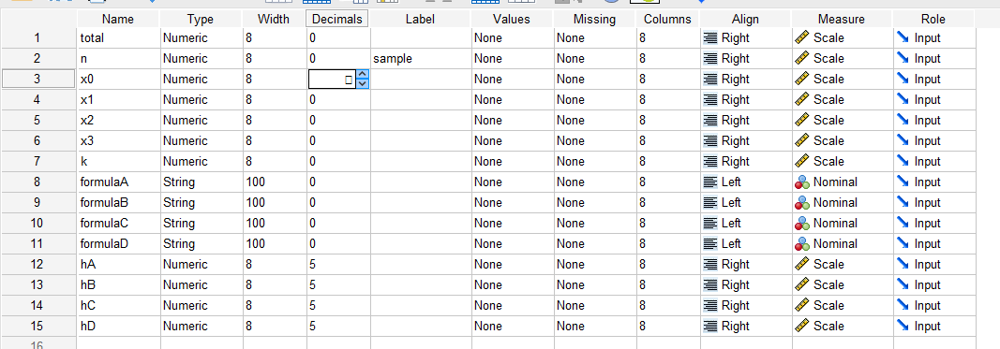 Name Type Width Decimals Label Values Missing Columns Align Measure Role
1 total Numeric 8 0 None None 8 Right Scale Input
2 n Numeric 8 0 sample None None 8 Right Scale Input
3 x0 Numeric 8 None None 8 Right Scale Input
4 x1 Numeric 8 0 None None 8 Right Scale Input
5 x2 Numeric 8 0 None None 8 Right Scale Input
6 x3 Numeric 8 0 None None 8 Right Scale Input
7 k Numeric 8 0 None None 8 Right Scale Input
8 formulaA String 100 0 None None 8 Left Nominal Input
9 formulaB String 100 0 None None 8 Left Nominal Input
10 formulaC String 100 0 None None 8 Left Nominal Input
11 formulaD String 100 0 None None 8 Left Nominal Input
12 hA Numeric 8 5 None None 8 Right Scale Input
13 hB Numeric 8 5 None None 8 Right Scale Input
14 hC Numeric 8 5 None None 8 Right Scale Input
15 hD Numeric 8 5 None None 8 Right Scale Input
16